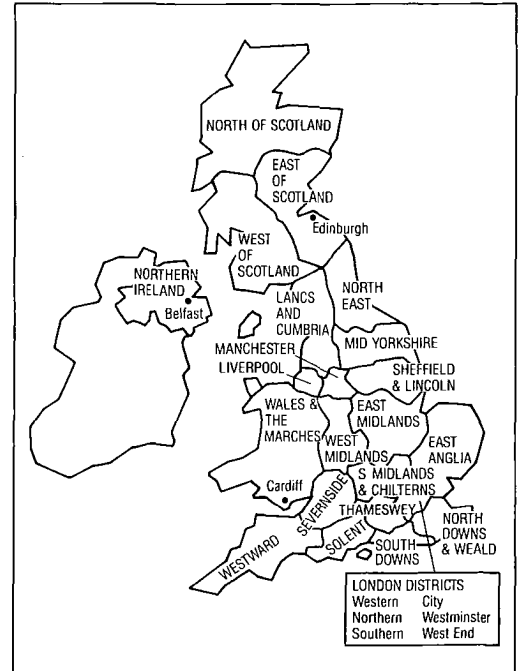 NORTH OF SCOTLAND
EAST
OF
SCOTLAND
Edinburgh
WEST
OF
SCOTLAND
NORTHERN
IRELAND
Belfast
LANCS
AND
CUMBRIA
NORTH
EAST
MID YORKSHIRE
MANCHESTER
LIVERPOOL
SHEFFIELD
& LINCOLN
WALES &
THE
MARCHES
EAST
MIDLANDS
WEST
MIDLANDS
EAST
ANGLIA
S MIDLANDS
& CHILTERNS
Cardiff
SEVERNSIDE
THAMESWEY
NORTH
DOWNS
& WEALD
WESTWARD
SOLENT
SOUTH
DOWNS
LONDON DISTRICTS
Western City
Northern Westminster
Southern West End